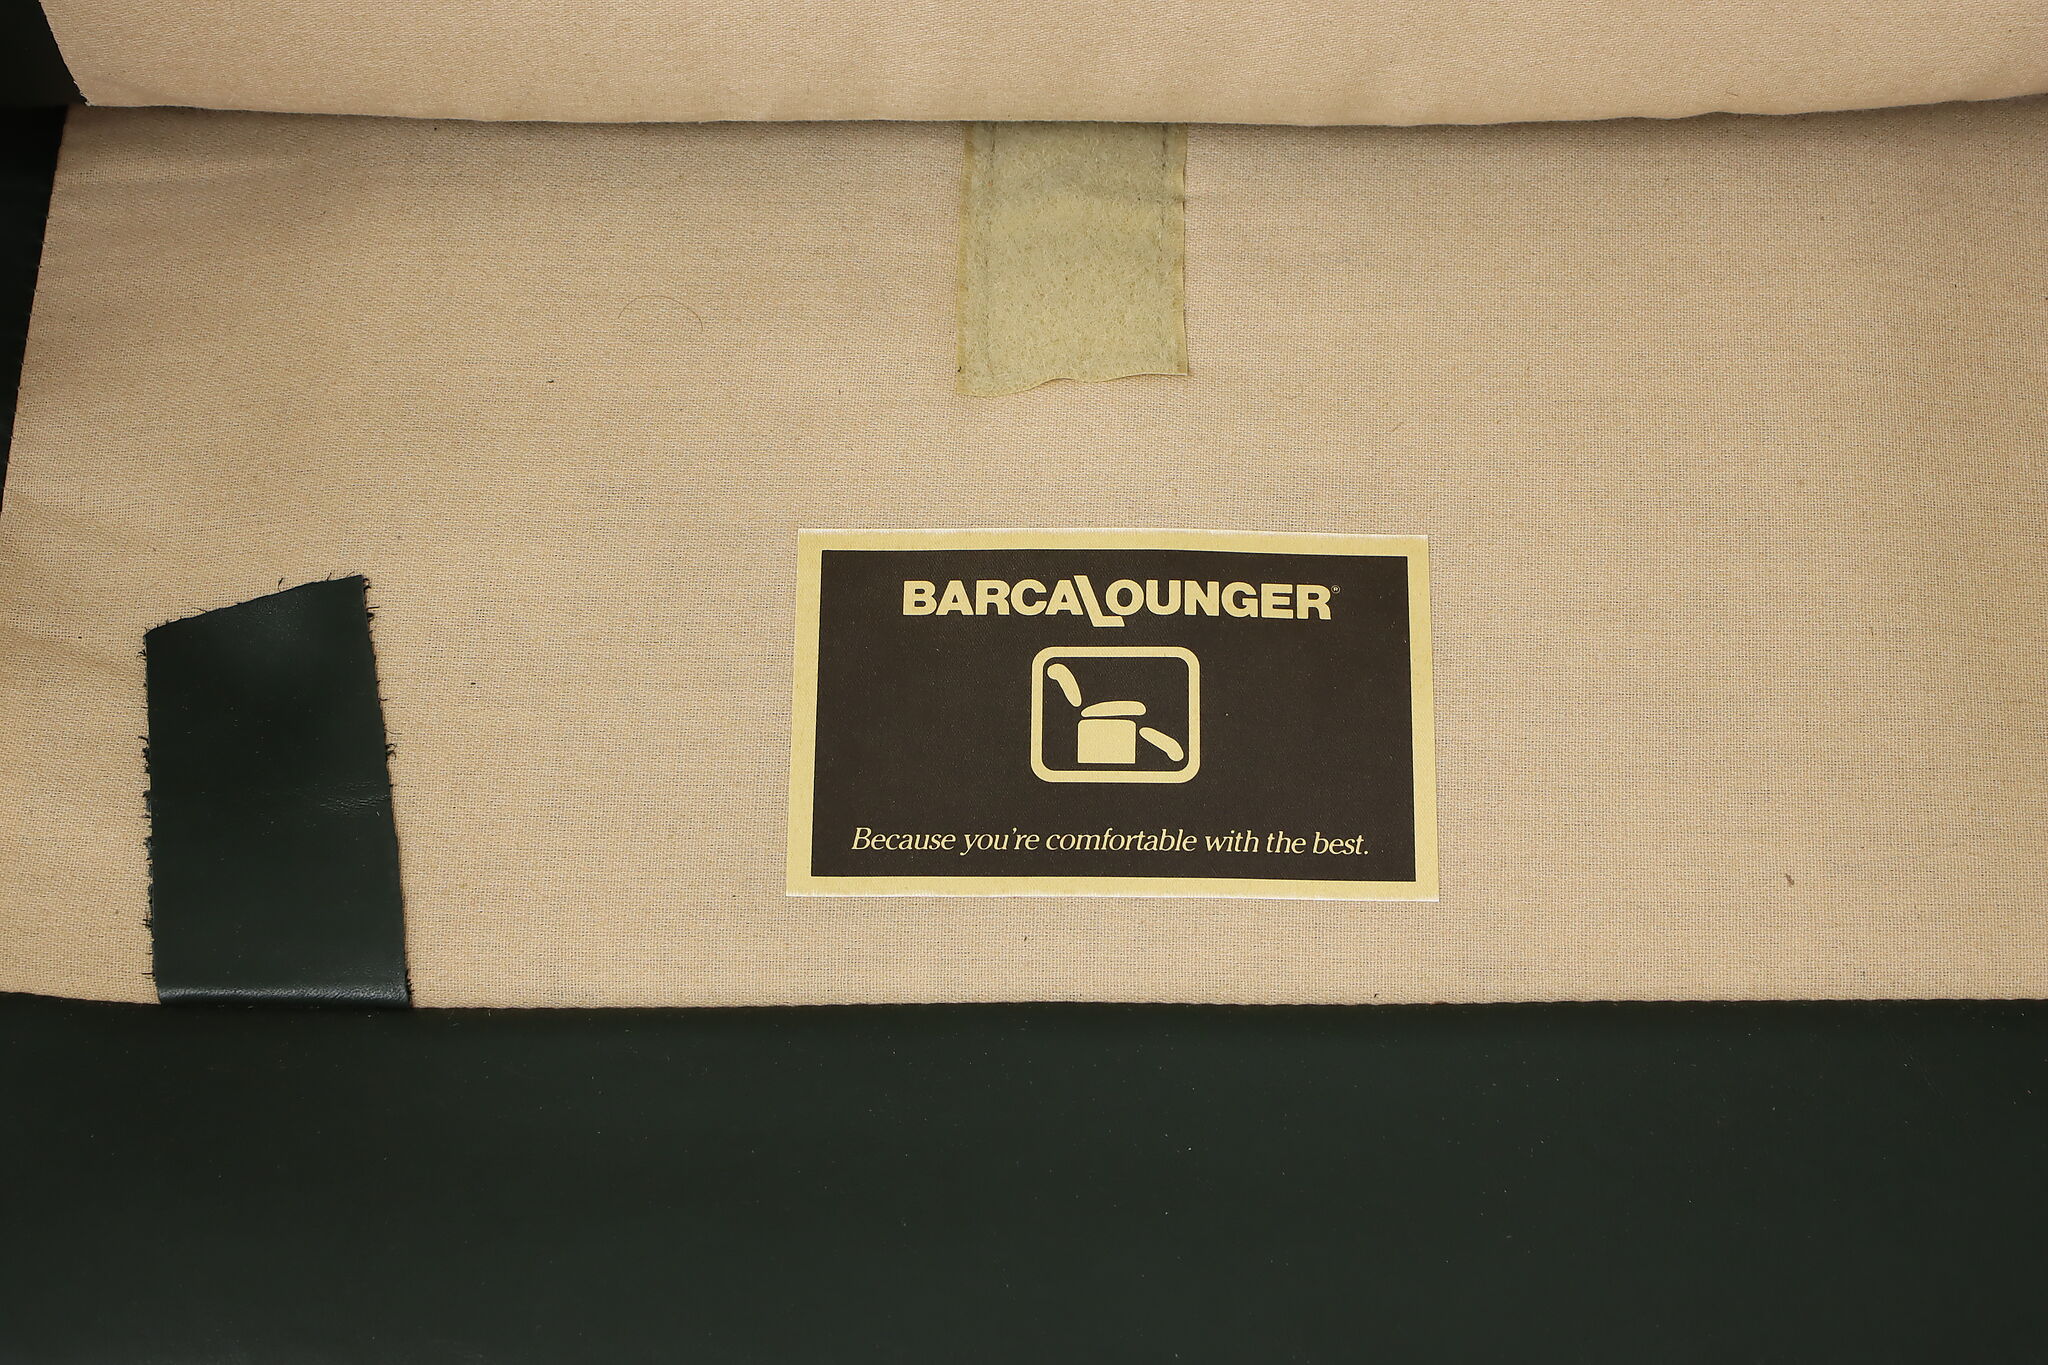 BARCALOUNGER®
Because you're comfortable with the best.